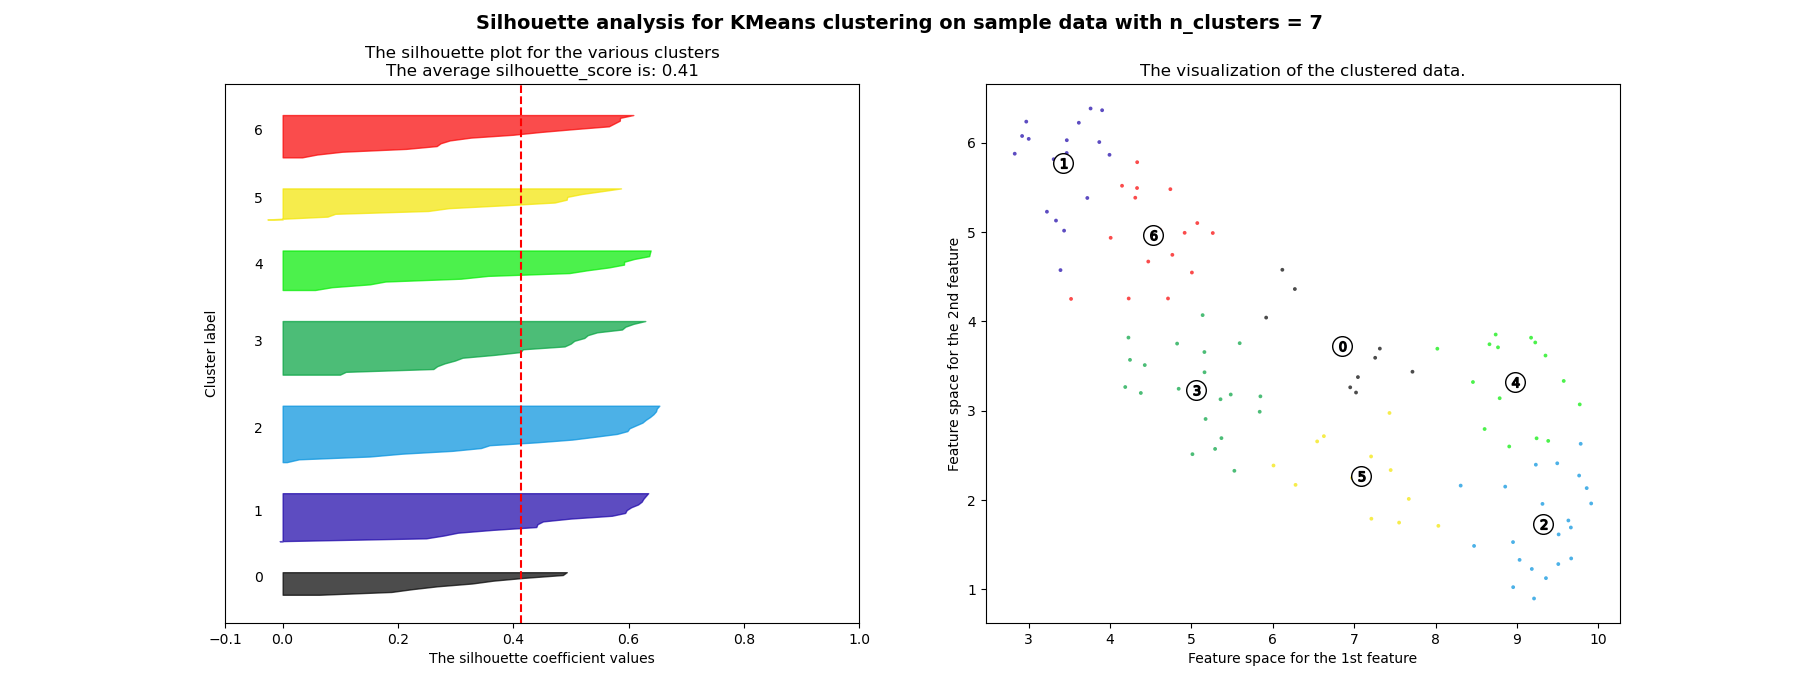 Silhouette analysis for KMeans clustering on sample data with n_clusters = 7
The silhouette plot for the various clusters
The average silhouette_score is: 0.41
Cluster label
6
5
4
3
2
1
0
−0.1 0.0 0.2 0.4 0.6 0.8 1.0
The silhouette coefficient values
The visualization of the clustered data.
Feature space for the 2nd feature
6
5
4
3
2
1
1
6
0
4
3
5
2
3 4 5 6 7 8 9 10
Feature space for the 1st feature